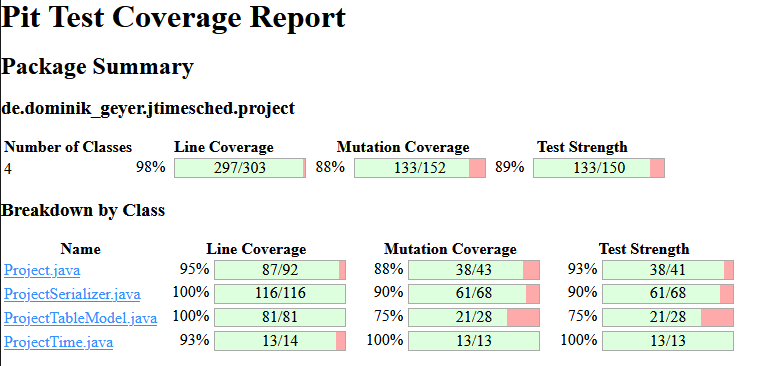 Pit Test Coverage Report
Package Summary
de.dominik_geyer.jtimesched.project
Number of Classes Line Coverage Mutation Coverage Test Strength
4 98% 297/303 88% 133/152 89% 133/150
Breakdown by Class
Name Line Coverage Mutation Coverage Test Strength
Project.java 95% 87/92 88% 38/43 93% 38/41
ProjectSerializer.java 100% 116/116 90% 61/68 90% 61/68
ProjectTableModel.java 100% 81/81 75% 21/28 75% 21/28
ProjectTime.java 93% 13/14 100% 13/13 100% 13/13